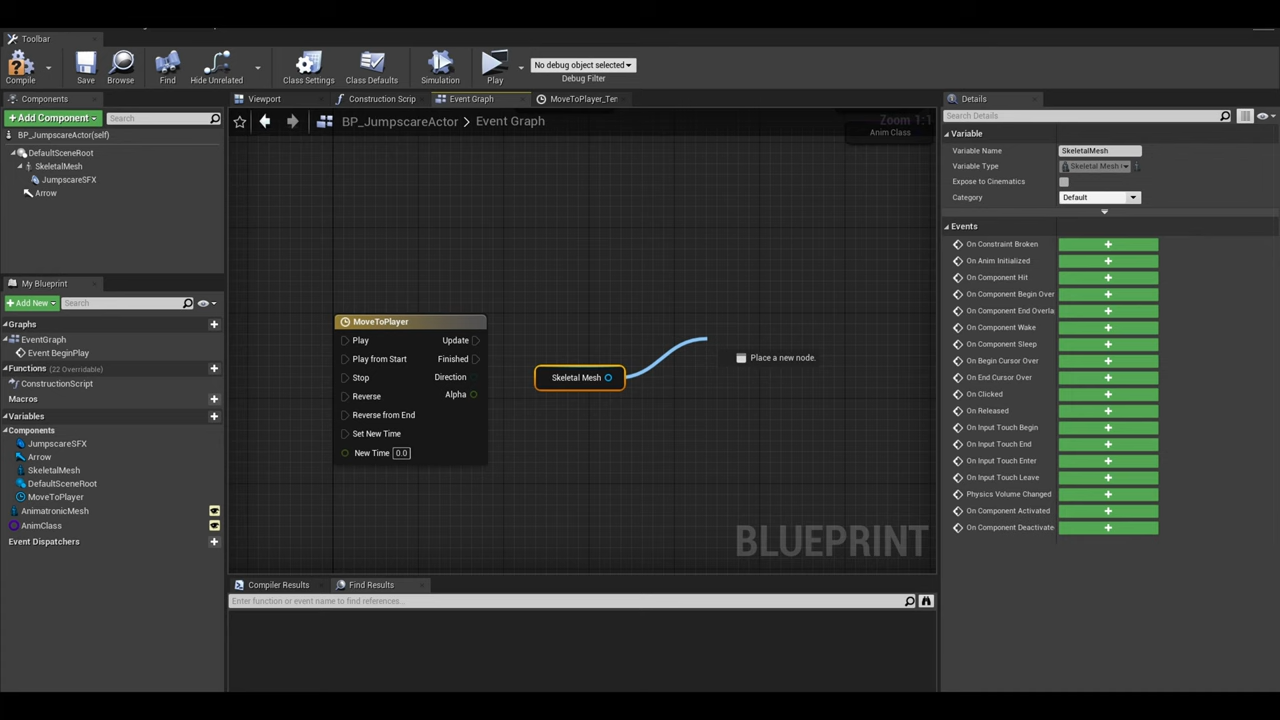 Toolbar
Compile
Save
Browse
Find
Hide Unrelated
Class Settings
Class Defaults
Simulation
Play
No debug object selected
Debug Filter
Components
+ Add Component
Search
BP_JumpscareActor(self)
DefaultSceneRoot
SkeletalMesh
JumpscareSFX
Arrow
My Blueprint
+ Add New
Search
Graphs
EventGraph
Event BeginPlay
Functions (22 Overridable)
ConstructionScript
Macros
Variables
Components
JumpscareSFX
Arrow
SkeletalMesh
DefaultSceneRoot
MoveToPlayer
AnimatronicMesh
AnimClass
Event Dispatchers
Viewport
Construction Scrip
Event Graph
MoveToPlayer_Ter
BP_JumpscareActor > Event Graph
Zoom 1:1
Anim Class
MoveToPlayer
Play
Update
Play from Start
Finished
Stop
Direction
Reverse
Alpha
Reverse from End
Set New Time
New Time 0.0
Skeletal Mesh
Place a new node.
BLUEPRINT
Compiler Results
Find Results
Enter function or event name to find references...
Details
Search Details
Variable
Variable Name
SkeletalMesh
Variable Type
Skeletal Mesh
Expose to Cinematics
Category
Default
Events
On Constraint Broken
On Anim Initialized
On Component Hit
On Component Begin Over
On Component End Overla
On Component Wake
On Component Sleep
On Begin Cursor Over
On End Cursor Over
On Clicked
On Released
On Input Touch Begin
On Input Touch End
On Input Touch Enter
On Input Touch Leave
Physics Volume Changed
On Component Activated
On Component Deactivate